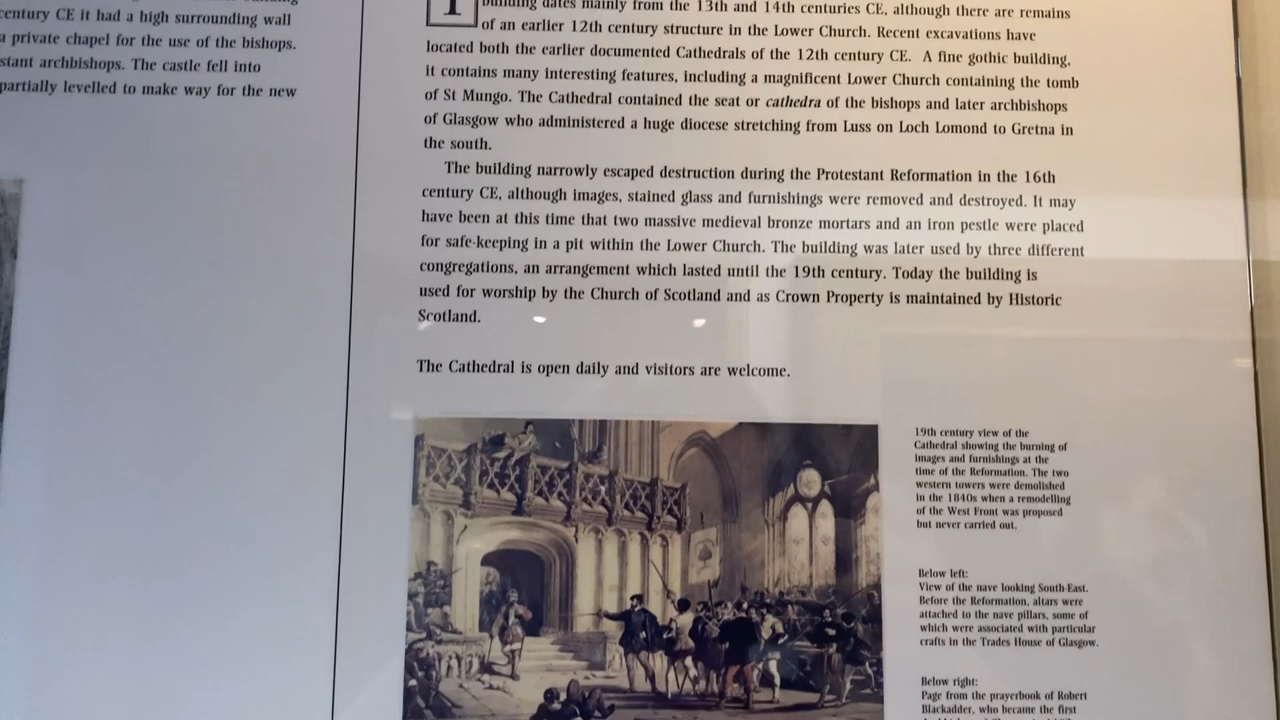 century CE it had a high surrounding wall
a private chapel for the use of the bishops.
stant archbishops. The castle fell into
partially levelled to make way for the new
building dates mainly from the 13th and 14th centuries CE, although there are remains
of an earlier 12th century structure in the Lower Church. Recent excavations have
located both the earlier documented Cathedrals of the 12th century CE. A fine gothic building,
it contains many interesting features, including a magnificent Lower Church containing the tomb
of St Mungo. The Cathedral contained the seat or cathedra of the bishops and later archbishops
of Glasgow who administered a huge diocese stretching from Luss on Loch Lomond to Gretna in
the south.
The building narrowly escaped destruction during the Protestant Reformation in the 16th
century CE, although images, stained glass and furnishings were removed and destroyed. It may
have been at this time that two massive medieval bronze mortars and an iron pestle were placed
for safe-keeping in a pit within the Lower Church. The building was later used by three different
congregations, an arrangement which lasted until the 19th century. Today the building is
used for worship by the Church of Scotland and as Crown Property is maintained by Historic
Scotland.
The Cathedral is open daily and visitors are welcome.
19th century view of the
Cathedral showing the burning of
images and furnishings at the
time of the Reformation. The two
western towers were demolished
in the 1840s when a remodelling
of the West Front was proposed
but never carried out.
Below left:
View of the nave looking South-East.
Before the Reformation, altars were
attached to the nave pillars, some of
which were associated with particular
crafts in the Trades House of Glasgow.
Below right:
Page from the prayerbook of Robert
Blackadder, who became the first